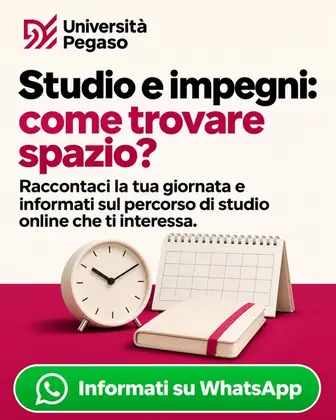 Università
Pegaso
Studio e impegni:
come trovare
spazio?
Raccontaci la tua giornata e
informati sul percorso di studio
online che ti interessa.
Informati su WhatsApp